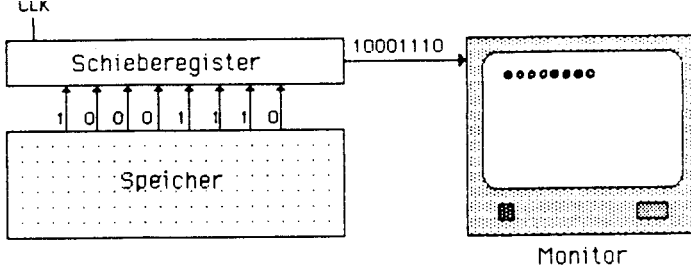 CLK
10001110
Schieberegister
1 0 0 0 1 1 1 0
Speicher
Monitor